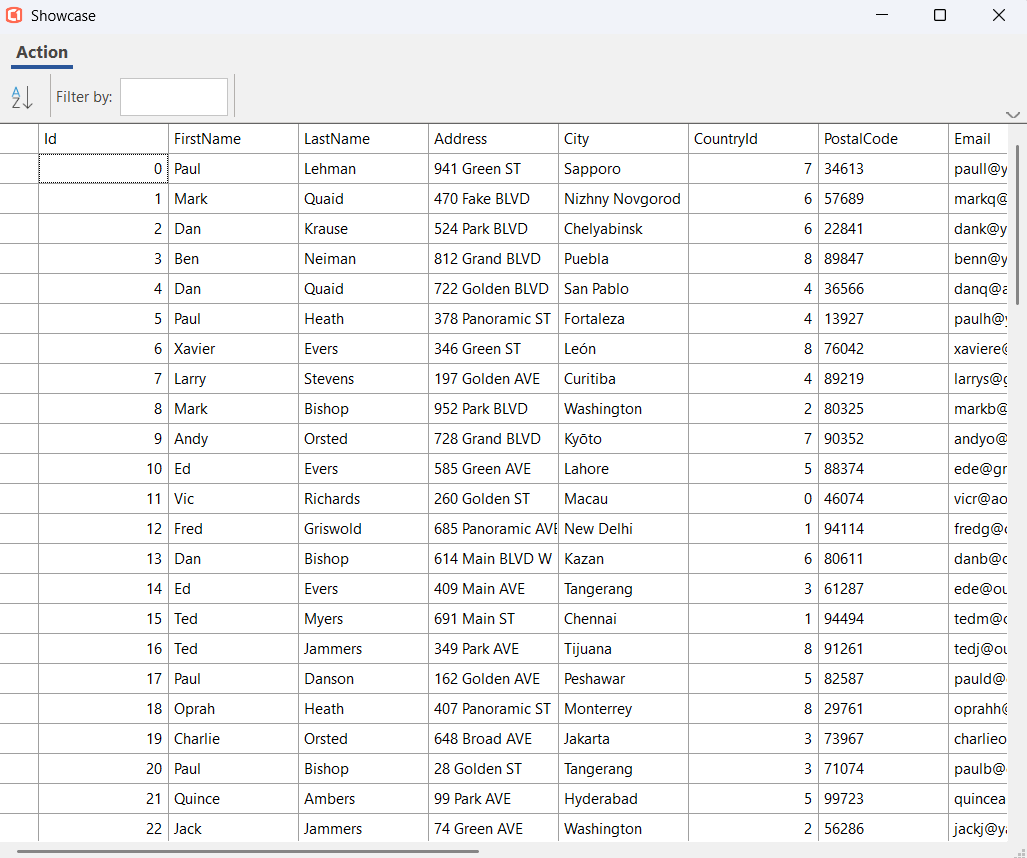 Showcase
Action
Filter by:
Id FirstName LastName Address City CountryId PostalCode Email
0 Paul Lehman 941 Green ST Sapporo 7 34613 paull@y
1 Mark Quaid 470 Fake BLVD Nizhny Novgorod 6 57689 markq@
2 Dan Krause 524 Park BLVD Chelyabinsk 6 22841 dank@y
3 Ben Neiman 812 Grand BLVD Puebla 8 89847 benn@y
4 Dan Quaid 722 Golden BLVD San Pablo 4 36566 danq@a
5 Paul Heath 378 Panoramic ST Fortaleza 4 13927 paulh@y
6 Xavier Evers 346 Green ST León 8 76042 xaviere@
7 Larry Stevens 197 Golden AVE Curitiba 4 89219 larrys@g
8 Mark Bishop 952 Park BLVD Washington 2 80325 markb@
9 Andy Orsted 728 Grand BLVD Kyōto 7 90352 andyo@
10 Ed Evers 585 Green AVE Lahore 5 88374 ede@gr
11 Vic Richards 260 Golden ST Macau 0 46074 vicr@ao
12 Fred Griswold 685 Panoramic AVE New Delhi 1 94114 fredg@
13 Dan Bishop 614 Main BLVD W Kazan 6 80611 danb@c
14 Ed Evers 409 Main AVE Tangerang 3 61287 ede@ou
15 Ted Myers 691 Main ST Chennai 1 94494 tedm@c
16 Ted Jammers 349 Park AVE Tijuana 8 91261 tedj@ou
17 Paul Danson 162 Golden AVE Peshawar 5 82587 pauld@
18 Oprah Heath 407 Panoramic ST Monterrey 8 29761 oprahh@
19 Charlie Orsted 648 Broad AVE Jakarta 3 73967 charlieo
20 Paul Bishop 28 Golden ST Tangerang 3 71074 paulb@
21 Quince Ambers 99 Park AVE Hyderabad 5 99723 quincea
22 Jack Jammers 74 Green AVE Washington 2 56286 jackj@y